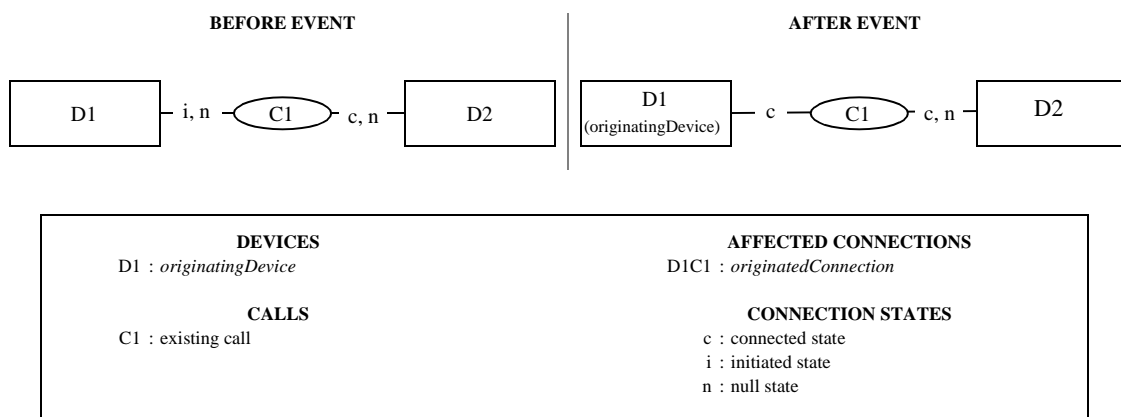 BEFORE EVENT
AFTER EVENT
D1
i, n
C1
c, n
D2
D1
(originatingDevice)
c
C1
c, n
D2
DEVICES
D1 : originatingDevice
CALLS
C1 : existing call
AFFECTED CONNECTIONS
D1C1 : originatedConnection
CONNECTION STATES
c : connected state
i : initiated state
n : null state